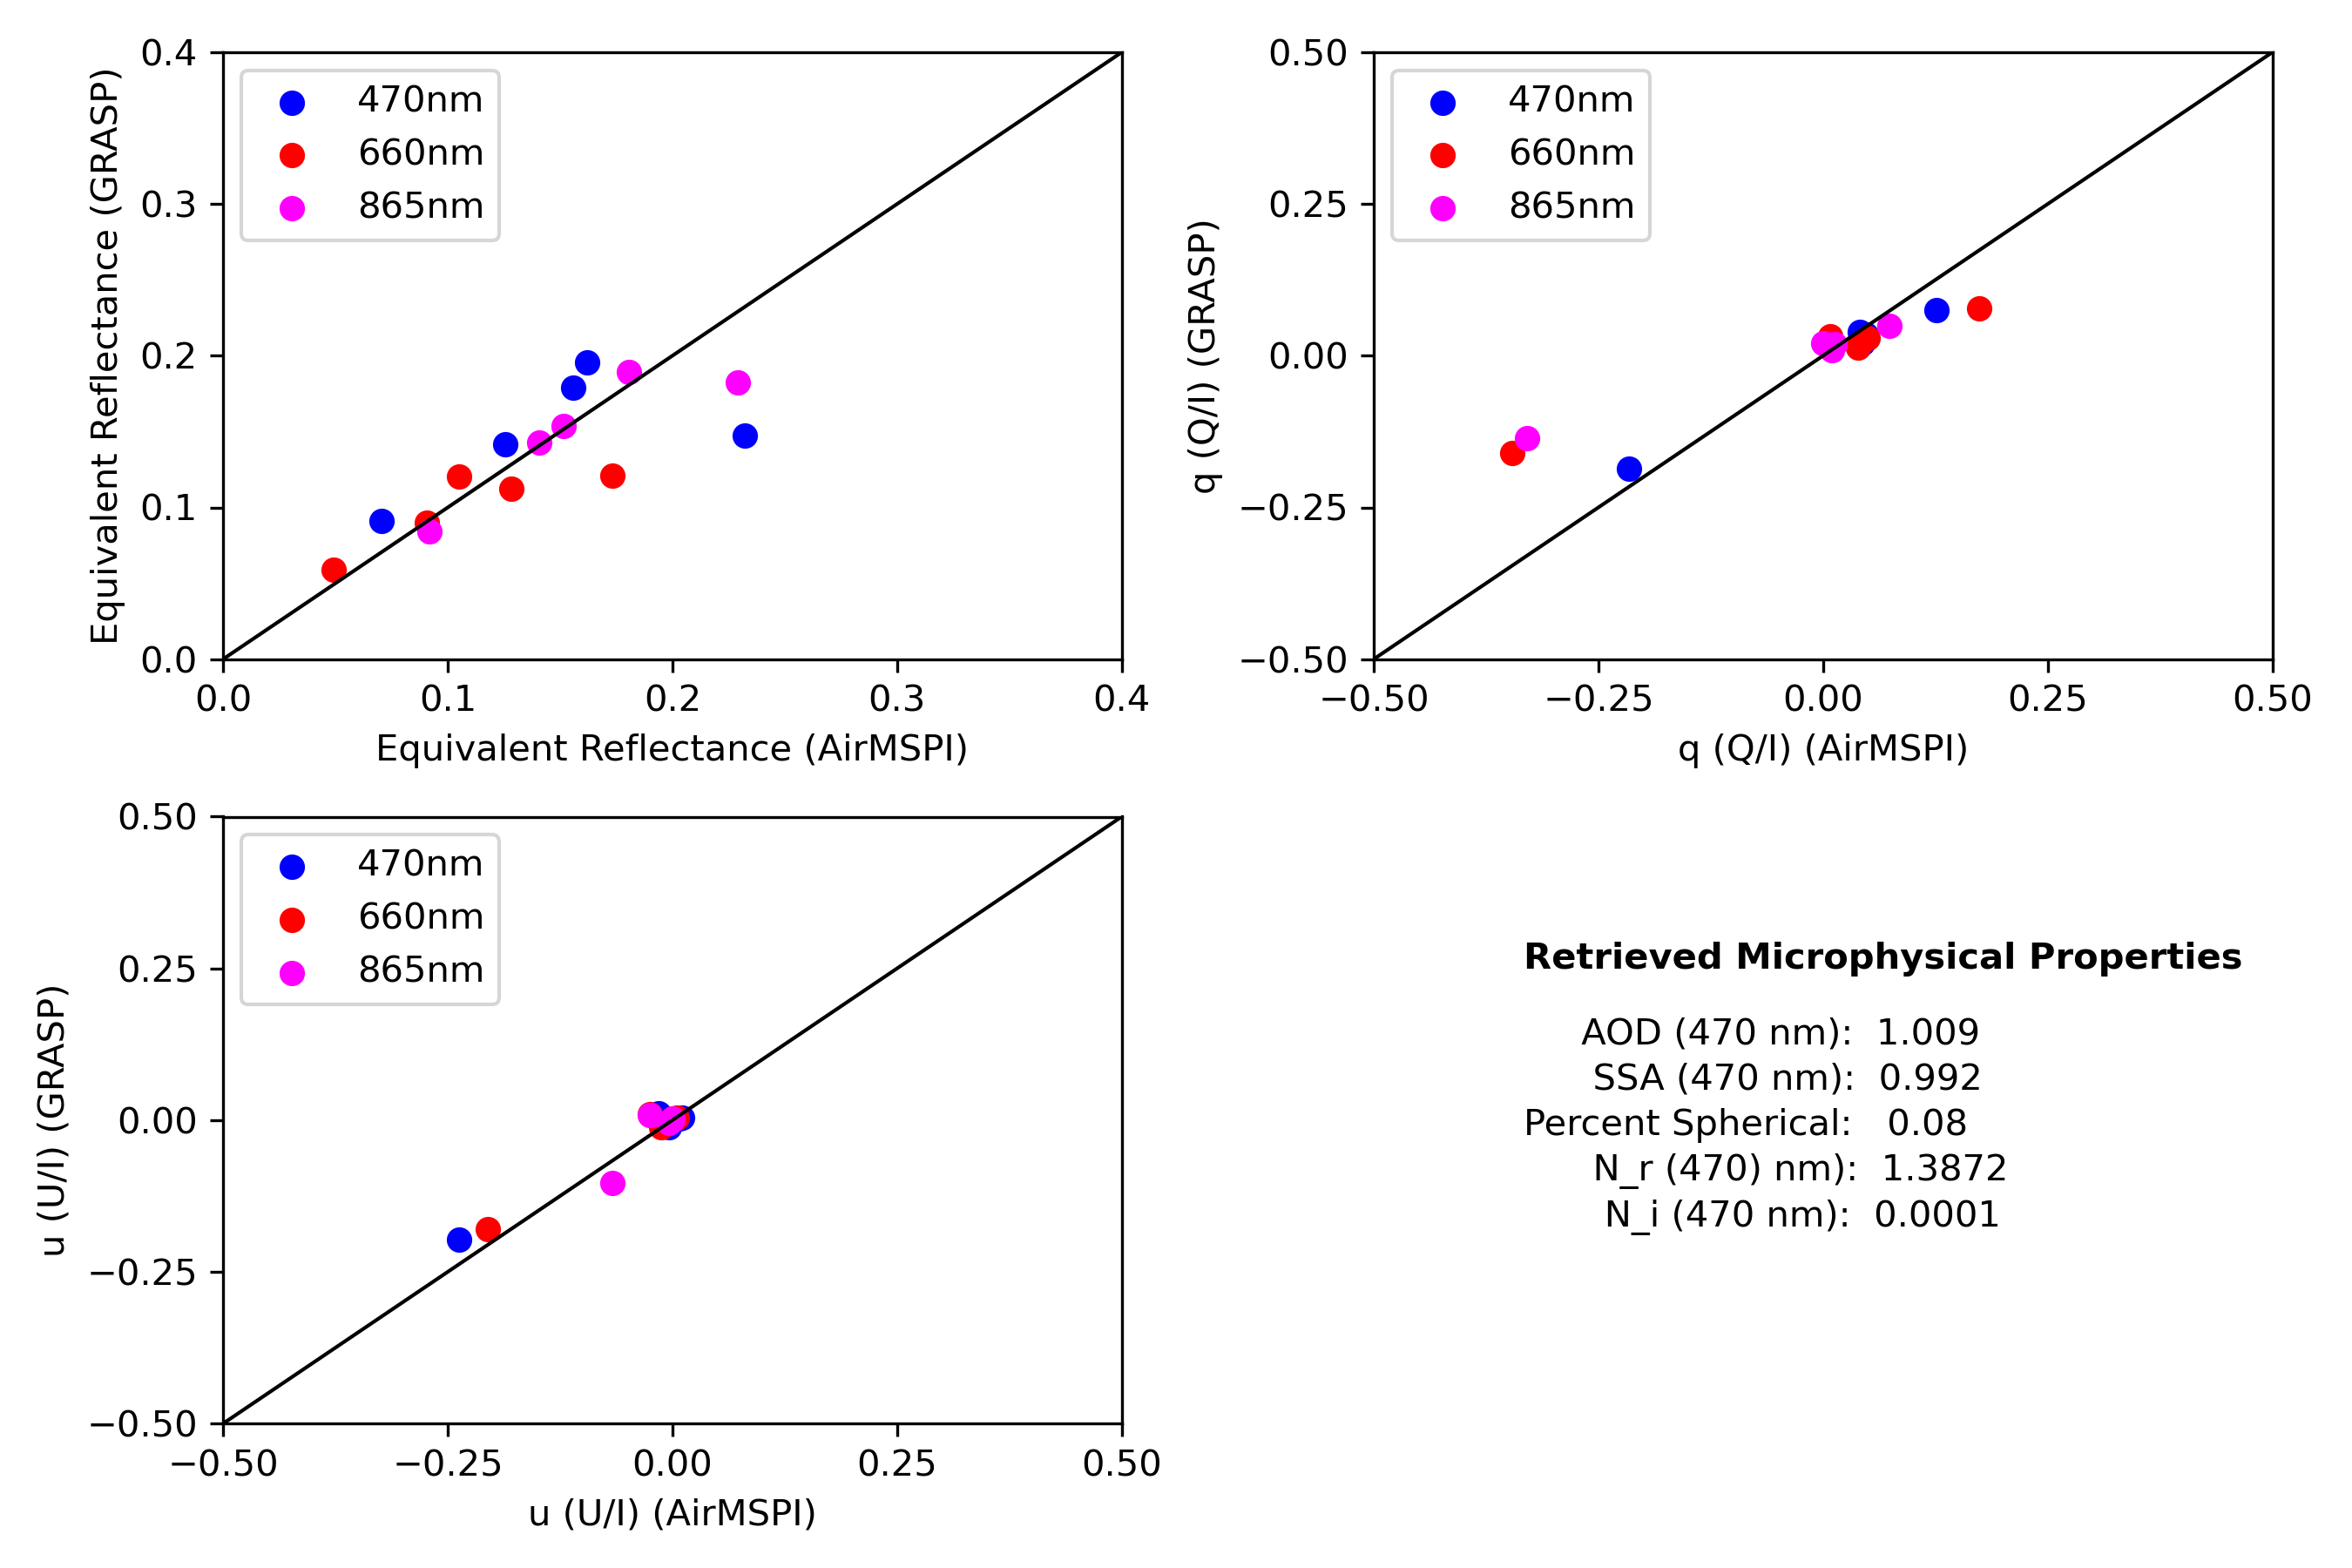 0.4
0.3
0.2
0.1
0.0
Equivalent Reflectance (GRASP)
470nm
660nm
865nm
0.0 0.1 0.2 0.3 0.4
Equivalent Reflectance (AirMSPI)
0.50
0.25
0.00
−0.25
−0.50
q (Q/I) (GRASP)
470nm
660nm
865nm
−0.50 −0.25 0.00 0.25 0.50
q (Q/I) (AirMSPI)
0.50
0.25
0.00
−0.25
−0.50
u (U/I) (GRASP)
470nm
660nm
865nm
−0.50 −0.25 0.00 0.25 0.50
u (U/I) (AirMSPI)
Retrieved Microphysical Properties
AOD (470 nm): 1.009
SSA (470 nm): 0.992
Percent Spherical: 0.08
N_r (470) nm): 1.3872
N_i (470 nm): 0.0001